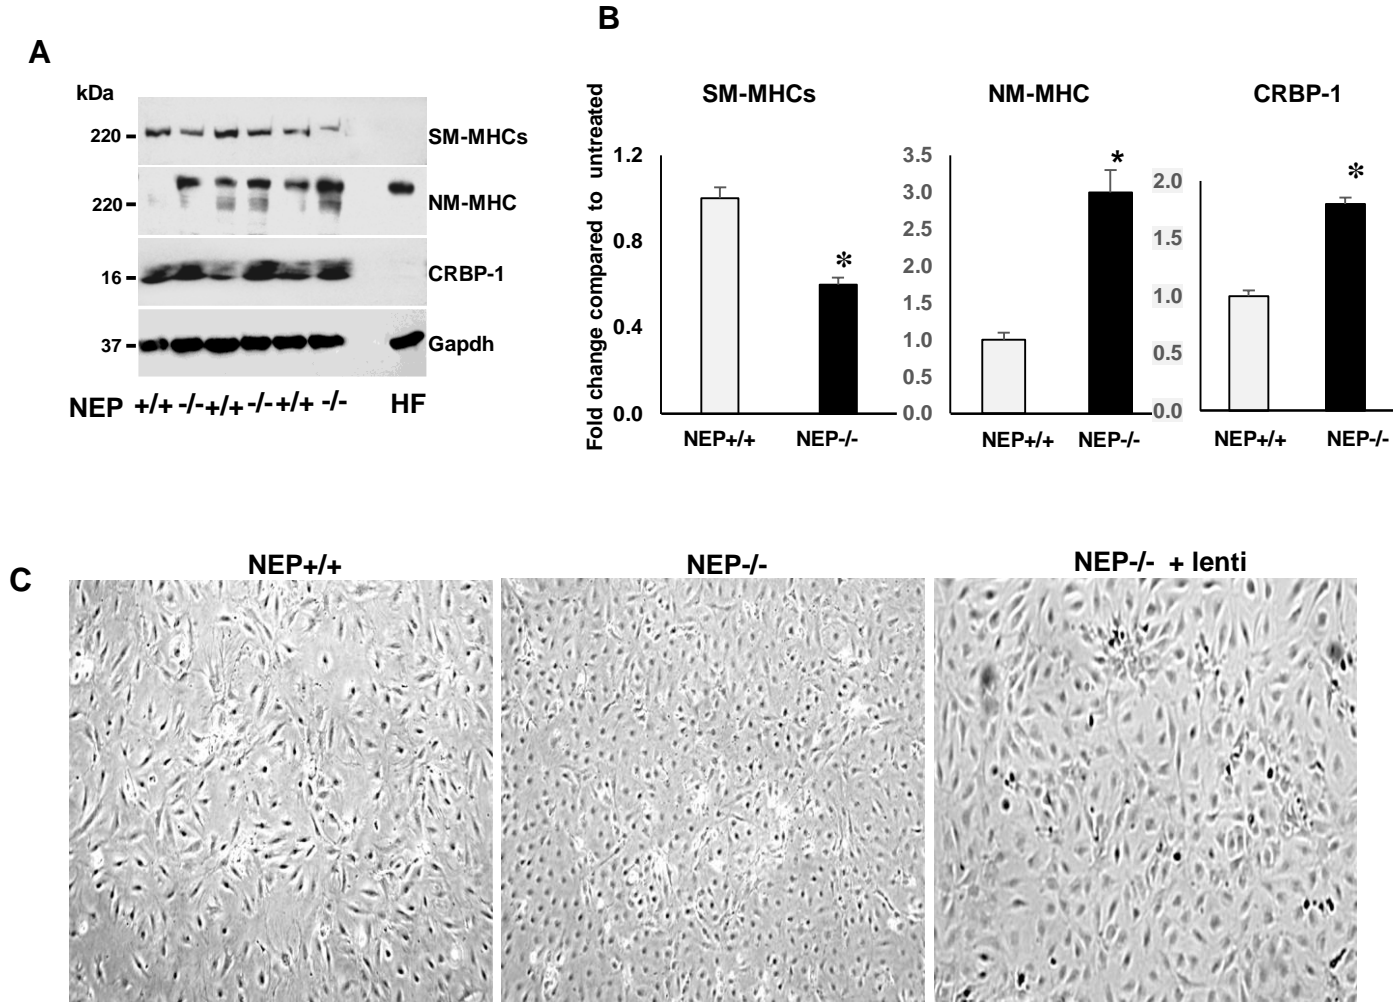 A
kDa
220
SM-MHCs
220
NM-MHC
16
CRBP-1
37
Gapdh
NEP +/+ -/- +/+ -/- +/+ -/- HF
B
Fold change compared to untreated
SM-MHCs
1.2
0.8
0.4
0.0
*
NEP+/+ NEP-/-
NM-MHC
3.5
3.0
2.5
2.0
1.5
1.0
0.5
0.0
*
NEP+/+ NEP-/-
CRBP-1
2.0
1.5
1.0
0.5
0.0
*
NEP+/+ NEP-/-
C
NEP+/+
NEP-/-
NEP-/- + lenti